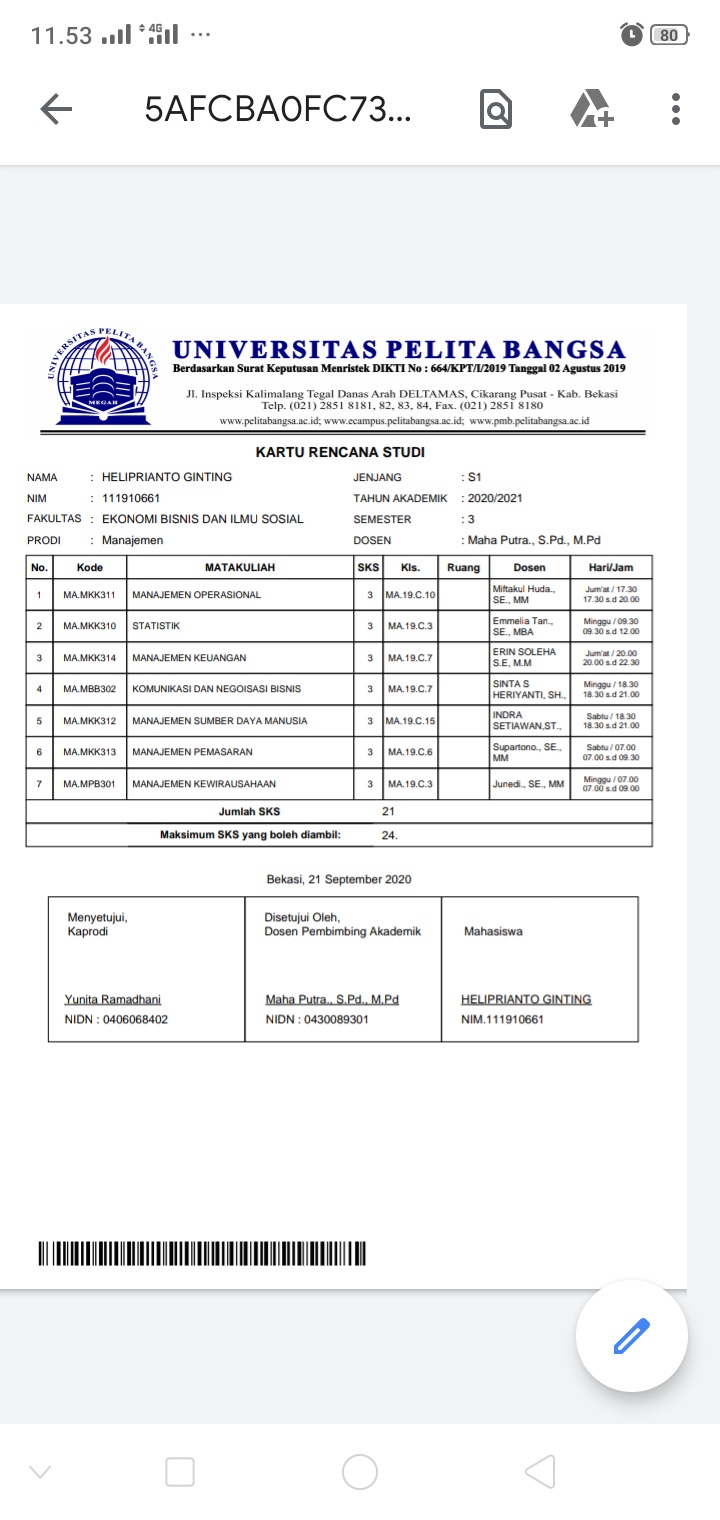 11.53 4G ... 80
5AFCBA0FC73...
UNIVERSITAS PELITA BANGSA
MEGAH
UNIVERSITAS PELITA BANGSA
Berdasarkan Surat Keputusan Menristek DIKTI No : 664/KPT/I/2019 Tanggal 02 Agustus 2019
Jl. Inspeksi Kalimalang Tegal Danas Arah DELTAMAS, Cikarang Pusat - Kab. Bekasi
Telp. (021) 2851 8181, 82, 83, 84, Fax. (021) 2851 8180
www.pelitabangsa.ac.id; www.ecampus.pelitabangsa.ac.id; www.pmb.pelitabangsa.ac.id
KARTU RENCANA STUDI
NAMA : HELIPRIANTO GINTING JENJANG : S1
NIM : 111910661 TAHUN AKADEMIK : 2020/2021
FAKULTAS : EKONOMI BISNIS DAN ILMU SOSIAL SEMESTER : 3
PRODI : Manajemen DOSEN : Maha Putra., S.Pd., M.Pd
No. Kode MATAKULIAH SKS Kls. Ruang Dosen Hari/Jam
1 MA.MKK311 MANAJEMEN OPERASIONAL 3 MA.19.C.10 Miftakul Huda., Jum'at / 17.30
SE., MM 17.30 s.d 20.00
2 MA.MKK310 STATISTIK 3 MA.19.C.3 Emmelia Tan., Minggu / 09.30
SE., MBA 09.30 s.d 12.00
3 MA.MKK314 MANAJEMEN KEUANGAN 3 MA.19.C.7 ERIN SOLEHA Jum'at / 20.00
S.E, M.M 20.00 s.d 22.30
4 MA.MBB302 KOMUNIKASI DAN NEGOISASI BISNIS 3 MA.19.C.7 SINTA S Minggu / 18.30
HERIYANTI, SH., 18.30 s.d 21.00
5 MA.MKK312 MANAJEMEN SUMBER DAYA MANUSIA 3 MA.19.C.15 INDRA Sabtu / 18.30
SETIAWAN,ST., 18.30 s.d 21.00
6 MA.MKK313 MANAJEMEN PEMASARAN 3 MA.19.C.6 Supartono., SE., Sabtu / 07.00
MM 07.00 s.d 09.30
7 MA.MPB301 MANAJEMEN KEWIRAUSAHAAN 3 MA.19.C.3 Junedi., SE., MM Minggu / 07.00
07.00 s.d 09.00
Jumlah SKS 21
Maksimum SKS yang boleh diambil: 24.
Bekasi, 21 September 2020
Menyetujui, Disetujui Oleh,
Kaprodi Dosen Pembimbing Akademik Mahasiswa
Yunita Ramadhani Maha Putra., S.Pd., M.Pd HELIPRIANTO GINTING
NIDN : 0406068402 NIDN : 0430089301 NIM.111910661